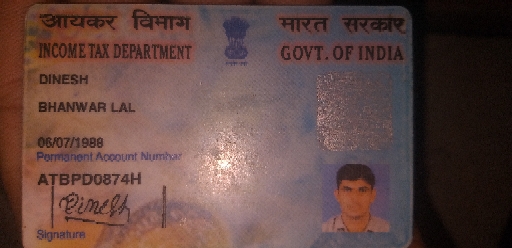 आयकर विभाग भारत सरकार
INCOME TAX DEPARTMENT GOVT. OF INDIA
DINESH
BHANWAR LAL
06/07/1988
Permanent Account Number
ATBPD0874H
Dinesh
Signature